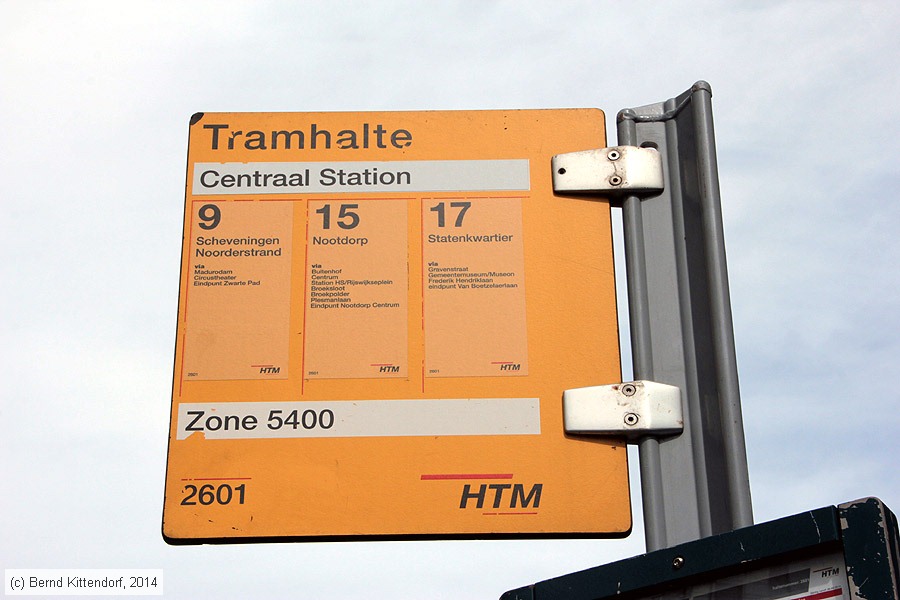 Tramhalte
Centraal Station
9
Scheveningen
Noorderstrand
via
Madurodam
Circustheater
Eindpunt Zwarte Pad
2601
HTM
15
Nootdorp
via
Buitenhof
Centrum
Station HS/Rijswijkseplein
Broeksloot
Broekpolder
Plesmanlaan
Eindpunt Nootdorp Centrum
2601
HTM
17
Statenkwartier
via
Gravenstraat
Gemeentemuseum/Museon
Frederik Hendriklaan
eindpunt Van Boetzelaerlaan
2601
HTM
Zone 5400
2601
HTM
HTM
(c) Bernd Kittendorf, 2014